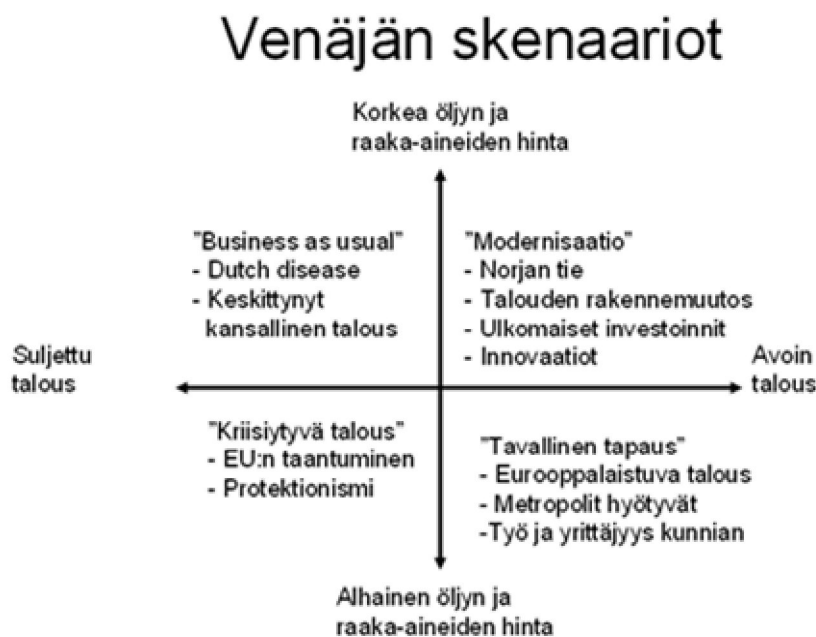 Venäjän skenaariot
Korkea öljyn ja
raaka-aineiden hinta
"Business as usual"
- Dutch disease
- Keskittynyt
kansallinen talous
"Modernisaatio"
- Norjan tie
- Talouden rakennemuutos
- Ulkomaiset investoinnit
- Innovaatiot
Suljettu
talous
Avoin
talous
"Kriisiytyvä talous"
- EU:n taantuminen
- Protektionismi
"Tavallinen tapaus"
- Eurooppalaistuva talous
- Metropolit hyötyvät
-Työ ja yrittäjyys kunnian
Alhainen öljyn ja
raaka-aineiden hinta